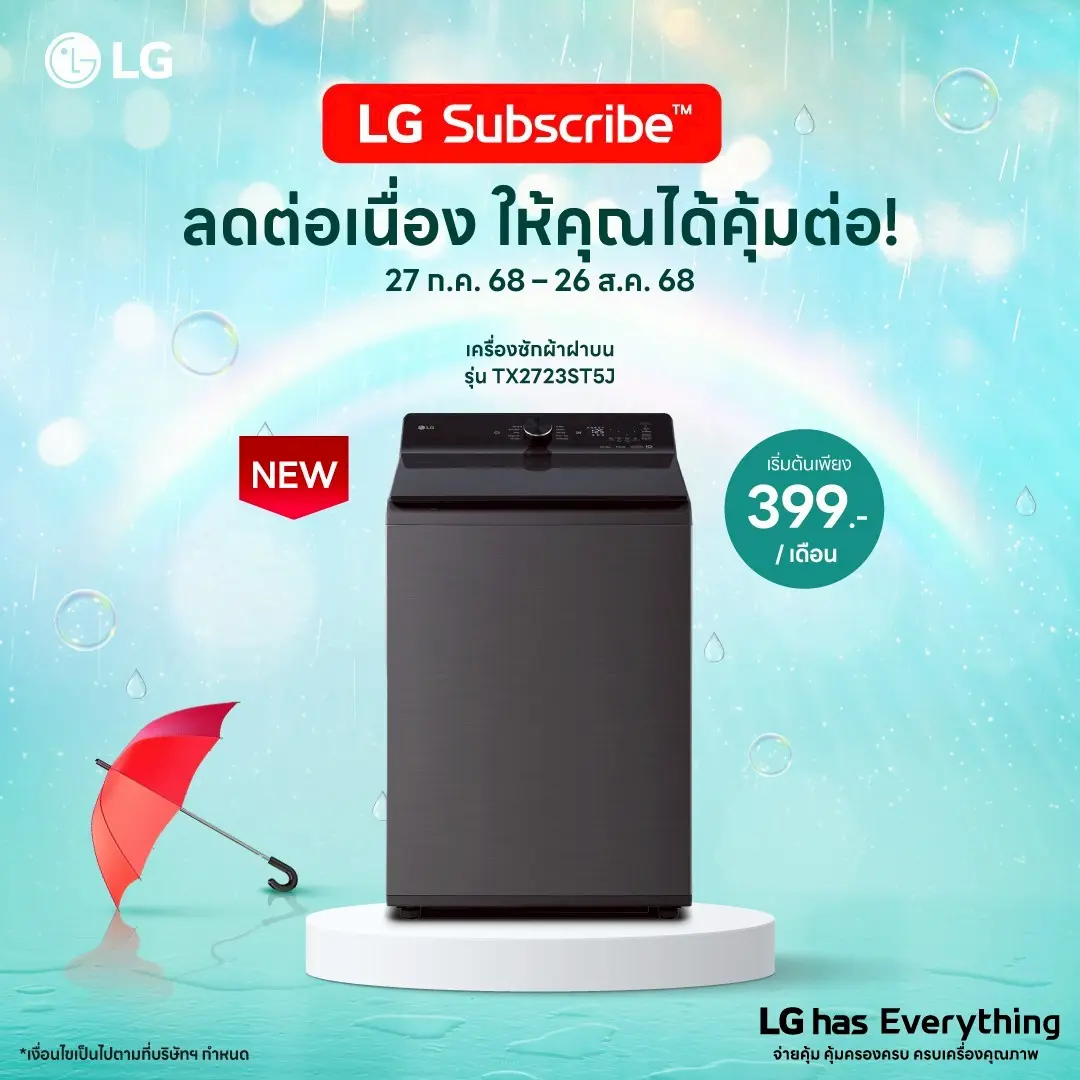 LG
LG Subscribe™
ลดต่อเนื่อง ให้คุณได้คุ้มต่อ!
27 ก.ค. 68 – 26 ส.ค. 68
เครื่องซักผ้าฝาบน
รุ่น TX2723ST5J
LG
NEW
เริ่มต้นเพียง
399.-
/ เดือน
LG has Everything
จ่ายคุ้ม คุ้มครองครบ ครบเครื่องคุณภาพ
*เงื่อนไขเป็นไปตามที่บริษัทฯ กำหนด